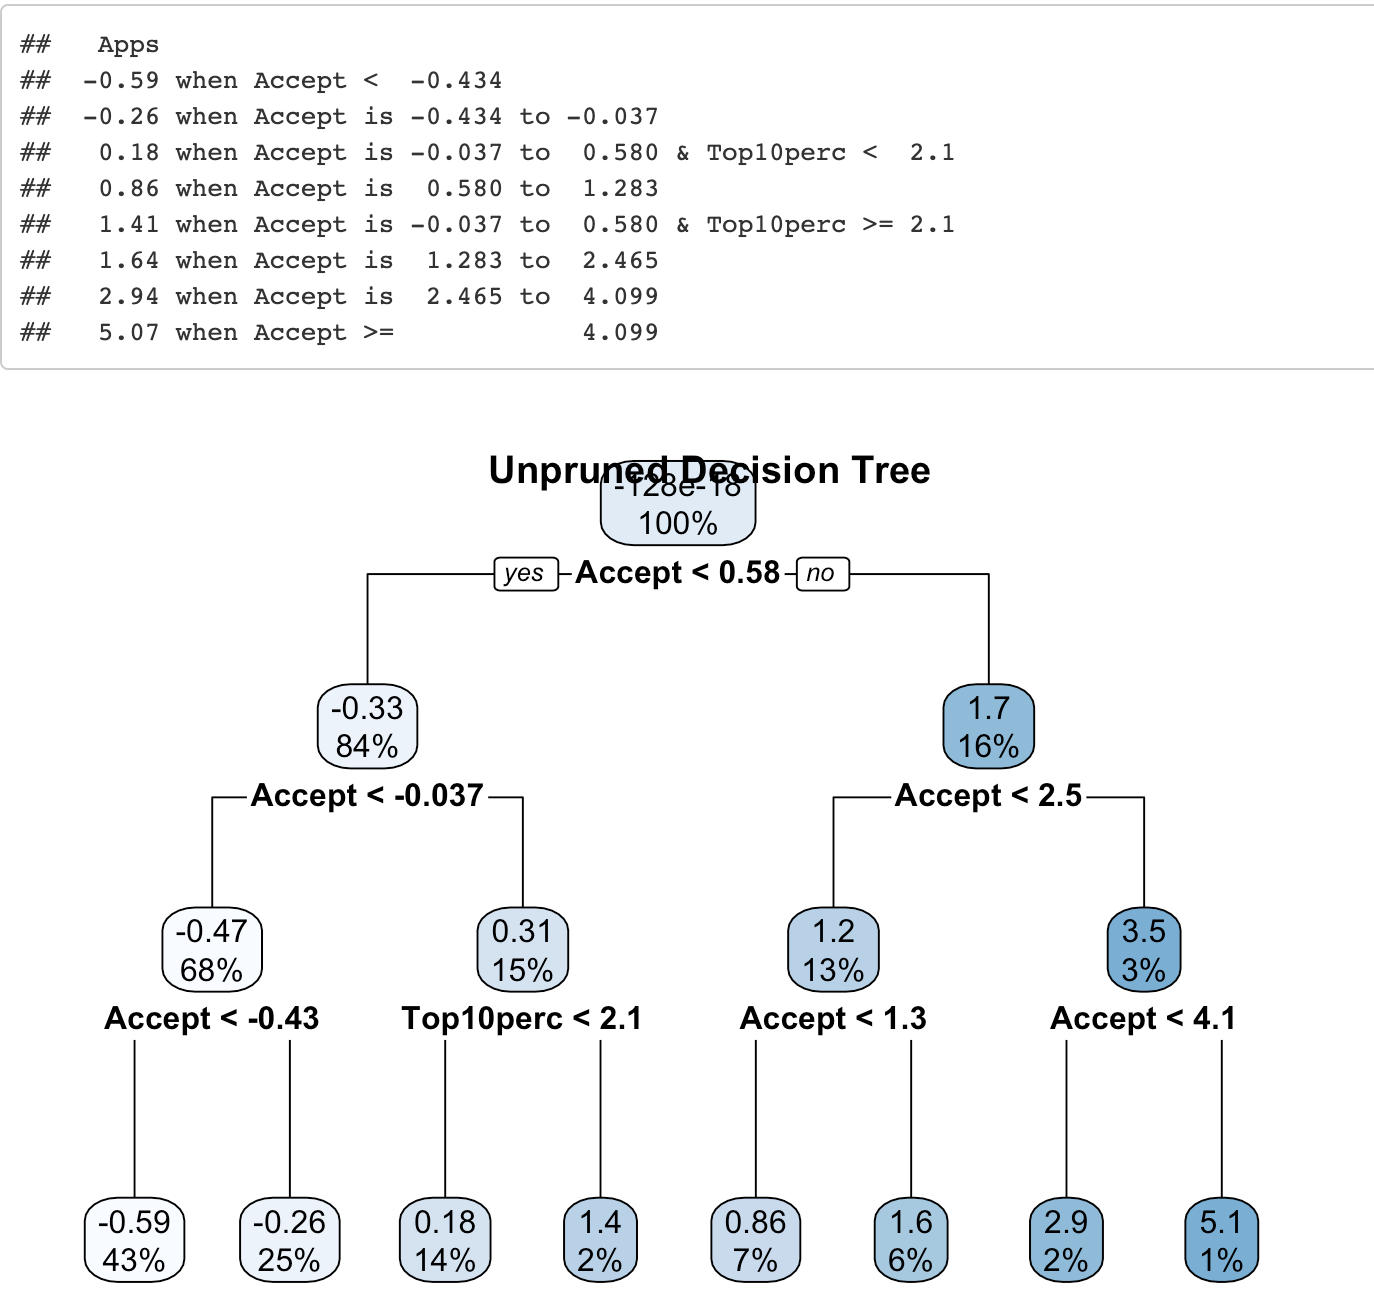 ##   Apps
##  -0.59 when Accept <  -0.434
##  -0.26 when Accept is -0.434 to -0.037
##   0.18 when Accept is -0.037 to  0.580 & Top10perc <  2.1
##   0.86 when Accept is  0.580 to  1.283
##   1.41 when Accept is -0.037 to  0.580 & Top10perc >= 2.1
##   1.64 when Accept is  1.283 to  2.465
##   2.94 when Accept is  2.465 to  4.099
##   5.07 when Accept >=            4.099
Unpruned Decision Tree
-128e-18
100%
yes Accept < 0.58 no
-0.33 1.7
84% 16%
Accept < -0.037 Accept < 2.5
-0.47 0.31 1.2 3.5
68% 15% 13% 3%
Accept < -0.43 Top10perc < 2.1 Accept < 1.3 Accept < 4.1
-0.59 -0.26 0.18 1.4 0.86 1.6 2.9 5.1
43% 25% 14% 2% 7% 6% 2% 1%